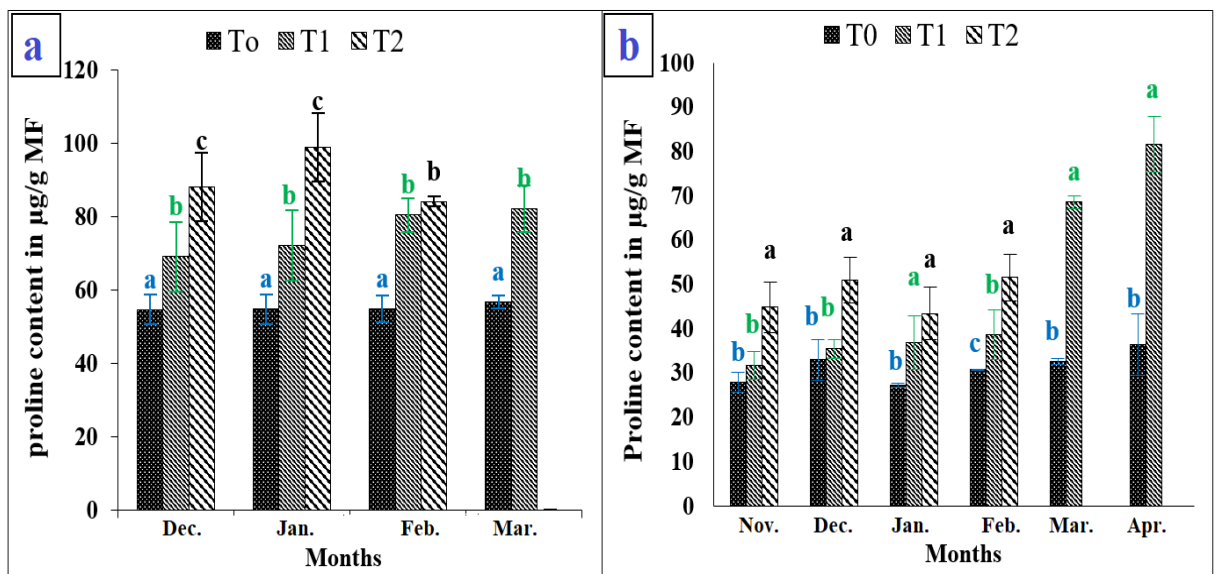 a
To T1 T2
proline content in µg/g MF
120
100
80
60
40
20
0
a b c
a b c
a b b
a b
Dec. Jan. Feb. Mar.
Months
b
T0 T1 T2
Proline content in µg/g MF
100
90
80
70
60
50
40
30
20
10
0
b b a
b b a
b a a
c b a
b a
b a
Nov. Dec. Jan. Feb. Mar. Apr.
Months